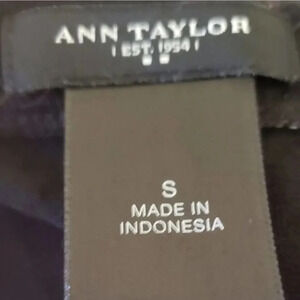 ANN TAYLOR
| EST. 1954 |
S
MADE IN
INDONESIA